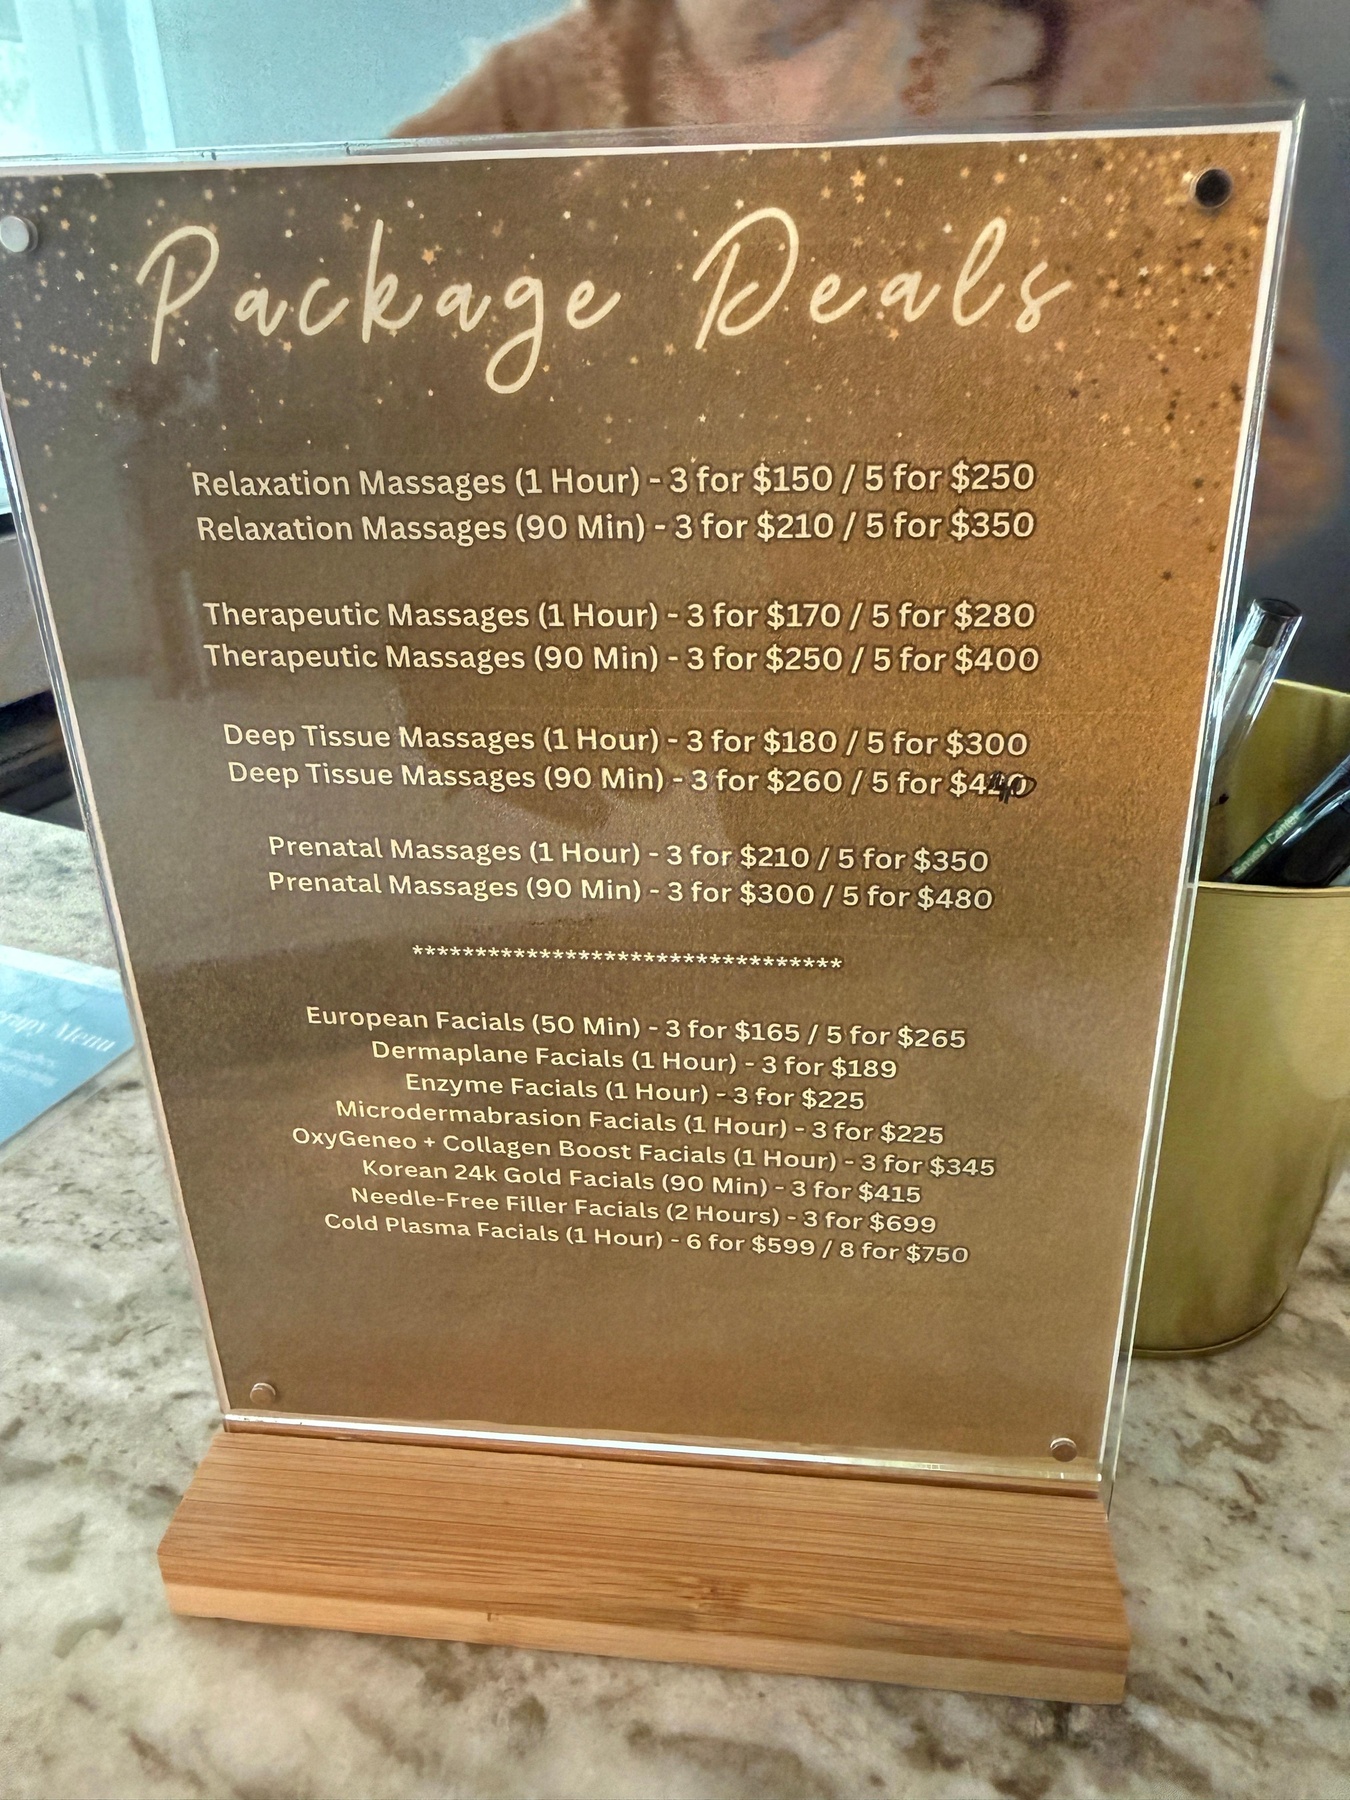 Package Deals
Relaxation Massages (1 Hour) - 3 for $150 / 5 for $250
Relaxation Massages (90 Min) - 3 for $210 / 5 for $350
Therapeutic Massages (1 Hour) - 3 for $170 / 5 for $280
Therapeutic Massages (90 Min) - 3 for $250 / 5 for $400
Deep Tissue Massages (1 Hour) - 3 for $180 / 5 for $300
Deep Tissue Massages (90 Min) - 3 for $260 / 5 for
Prenatal Massages (1 Hour) - 3 for $210 / 5 for $350
Prenatal Massages (90 Min) - 3 for $300 / 5 for $480
**********************************
European Facials (50 Min) - 3 for $165 / 5 for $265
Dermaplane Facials (1 Hour) - 3 for $189
Enzyme Facials (1 Hour) - 3 for $225
Microdermabrasion Facials (1 Hour) - 3 for $225
OxyGeneo + Collagen Boost Facials (1 Hour) - 3 for $345
Korean 24k Gold Facials (90 Min) - 3 for $415
Needle-Free Filler Facials (2 Hours) - 3 for $699
Cold Plasma Facials (1 Hour) - 6 for $599 / 8 for $750
Menu